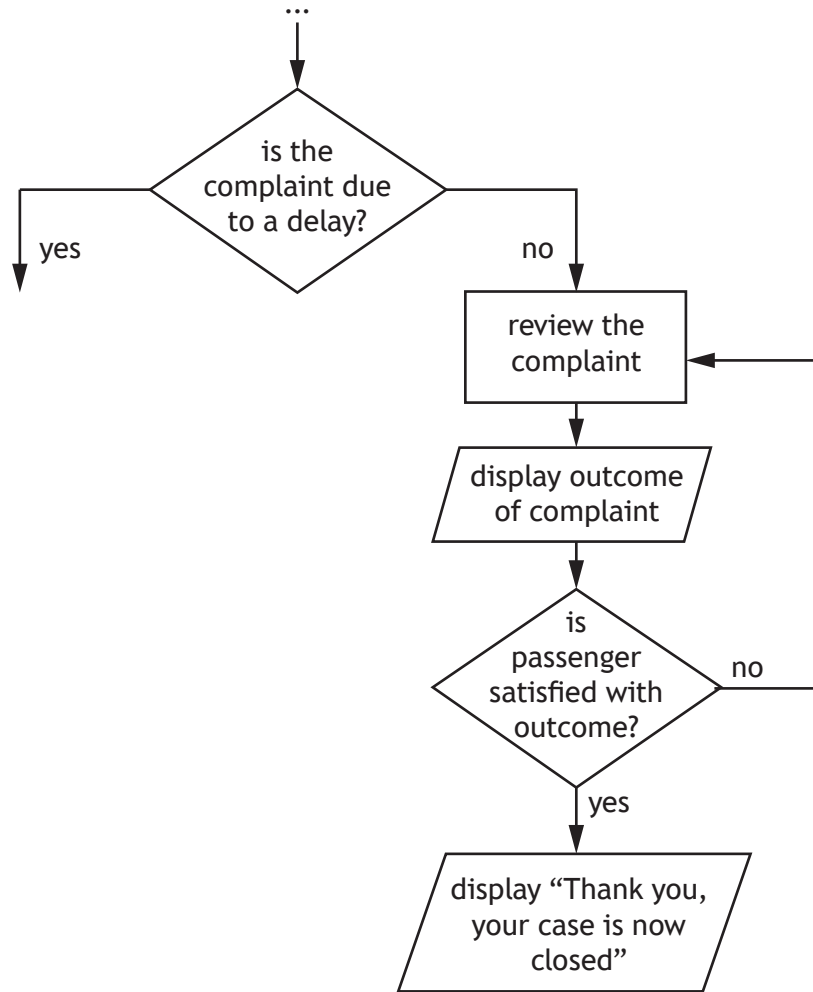 ...
is the
complaint due
to a delay?
yes
no
review the
complaint
display outcome
of complaint
is
passenger
satisfied with
outcome?
no
yes
display “Thank you,
your case is now
closed”